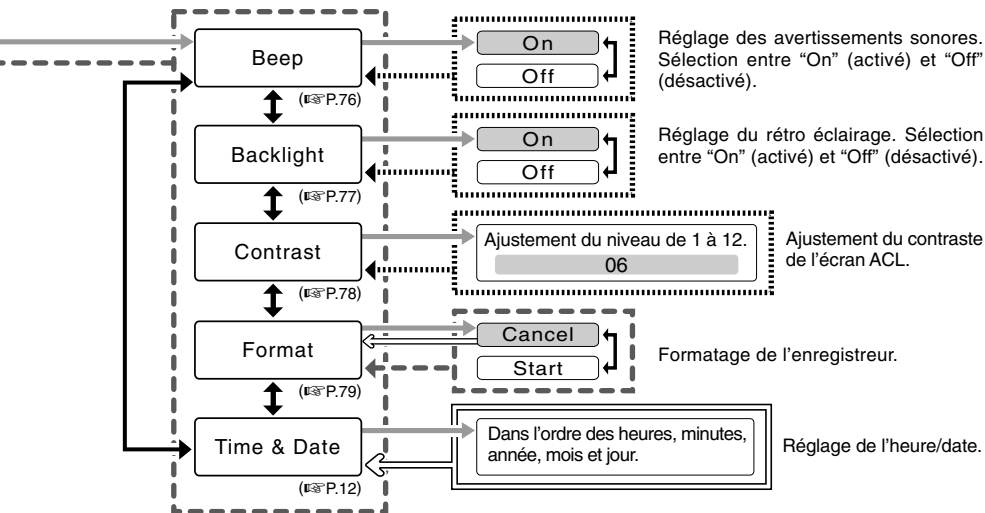 Beep
(☞P.76)
On
Off
Réglage des avertissements sonores.
Sélection entre “On” (activé) et “Off”
(désactivé).
Backlight
(☞P.77)
On
Off
Réglage du rétro éclairage. Sélection
entre “On” (activé) et “Off” (désactivé).
Contrast
(☞P.78)
Ajustement du niveau de 1 à 12.
06
Ajustement du contraste
de l’écran ACL.
Format
(☞P.79)
Cancel
Start
Formatage de l’enregistreur.
Time & Date
(☞P.12)
Dans l’ordre des heures, minutes,
année, mois et jour.
Réglage de l’heure/date.